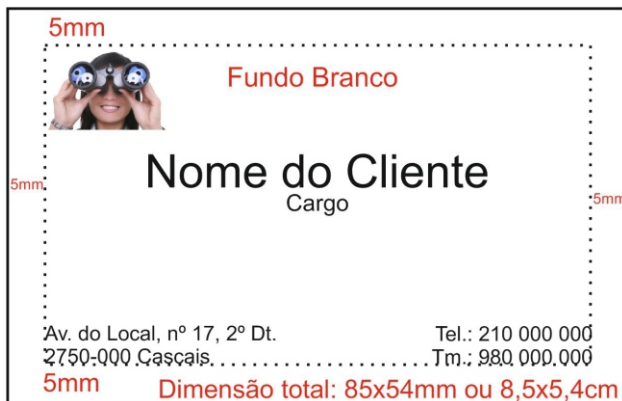 5mm
Fundo Branco
Nome do Cliente
5mm
5mm
Cargo
Av. do Local, nº 17, 2º Dt.
Tel.: 210 000 000
2750-000 Cascais
Tm.: 980 000 000
5mm
Dimensão total: 85x54mm ou 8,5x5,4cm